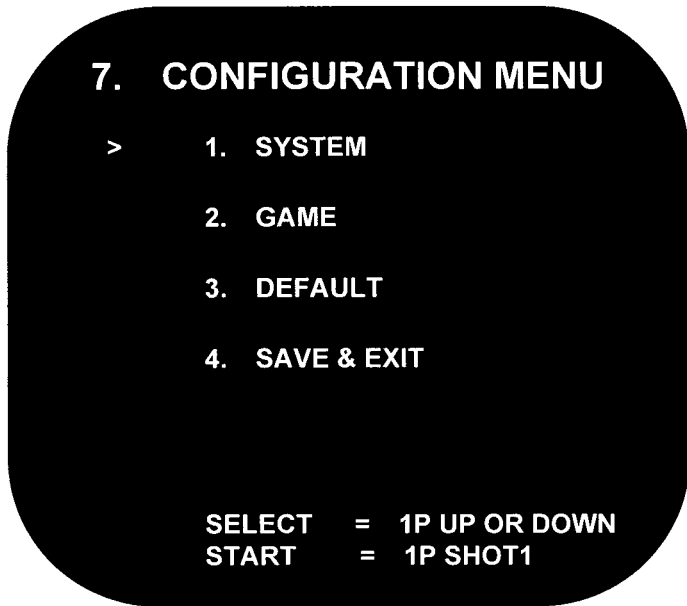 7. CONFIGURATION MENU
> 1. SYSTEM
2. GAME
3. DEFAULT
4. SAVE & EXIT
SELECT = 1P UP OR DOWN
START = 1P SHOT1